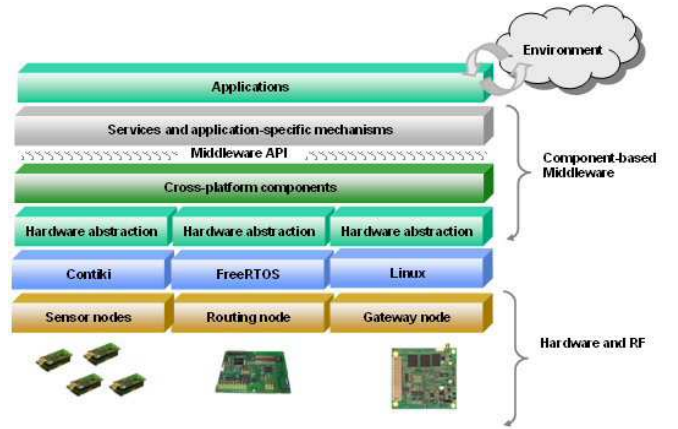 Environment
Applications
Services and application-specific mechanisms
Middleware API
Component-based
Middleware
Cross-platform components
Hardware abstraction Hardware abstraction Hardware abstraction
Contiki FreeRTOS Linux
Sensor nodes Routing node Gateway node
Hardware and RF